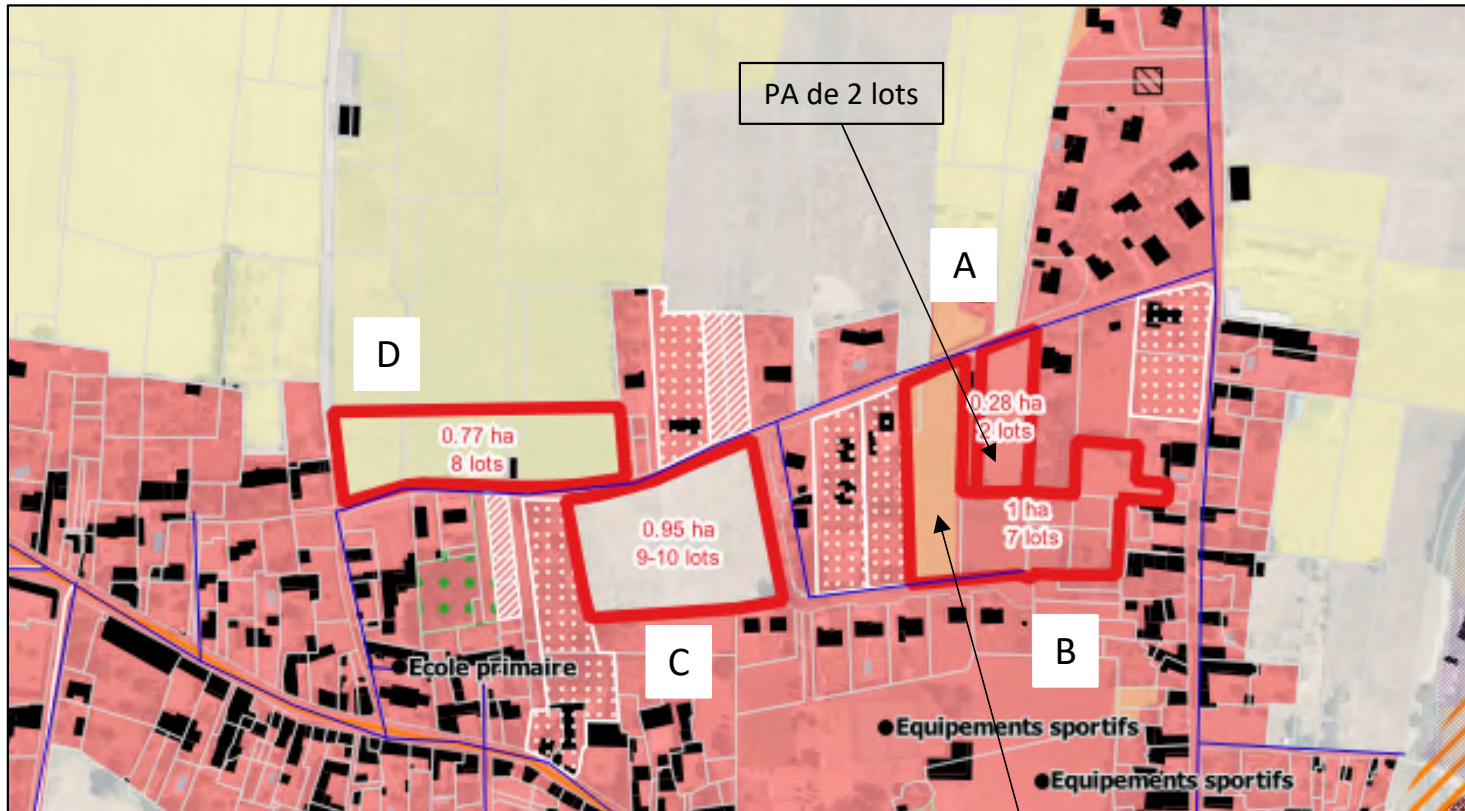 PA de 2 lots
A
D
0.28 ha
2 lots
0.77 ha
8 lots
1 ha
7 lots
0.95 ha
9-10 lots
C
B
Ecole primaire
Equipements sportifs
Equipements sportifs